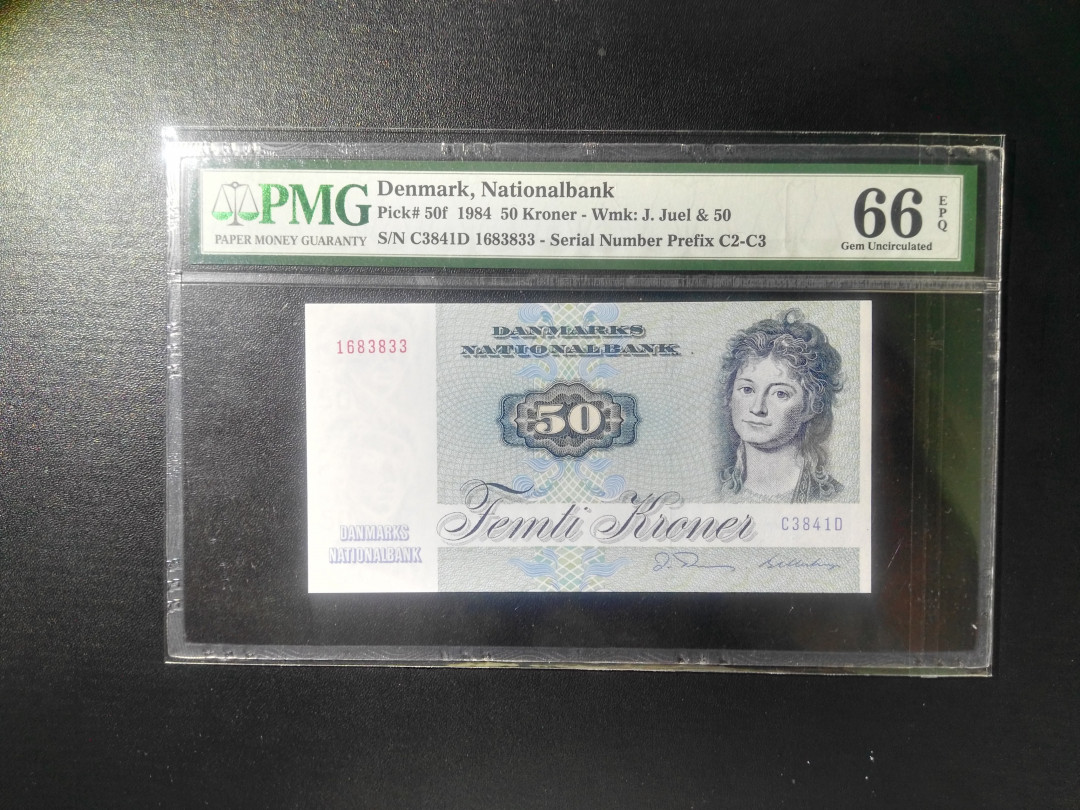 PMG
PAPER MONEY GUARANTY
Denmark, Nationalbank
Pick# 50f 1984 50 Kroner - Wmk: J. Juel & 50
S/N C3841D 1683833 - Serial Number Prefix C2-C3
66
EPQ
Gem Uncirculated
1683833
DANMARKS
NATIONALBANK
50
Femti Kroner
C3841D
DANMARKS
NATIONALBANK